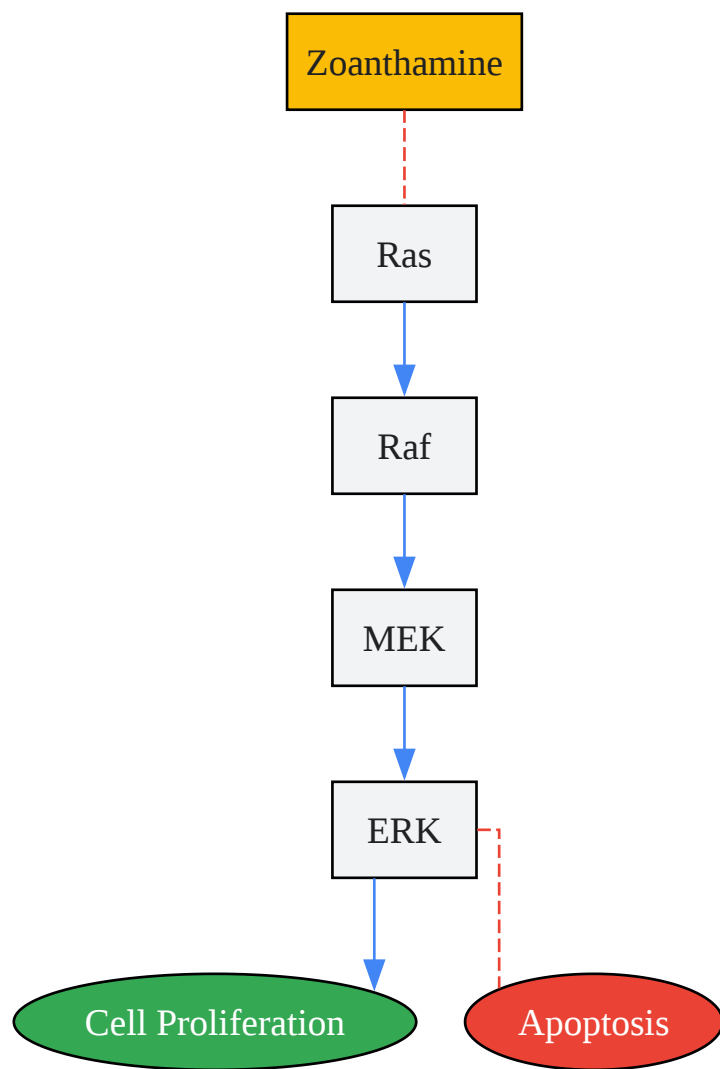 Zoanthamine
Ras
Raf
MEK
ERK
Cell Proliferation
Apoptosis